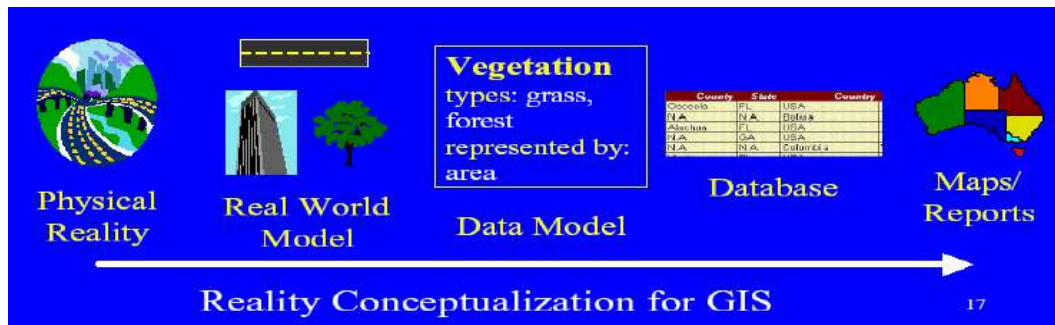 Physical
Reality
Real World
Model
Vegetation
types: grass,
forest
represented by:
area
Data Model
County State Country
Osceola FL USA
N.A. N.A. Bolivia
Alachua FL USA
N.A. GA USA
N.A. N.A. Colombia
Database
Maps/
Reports
Reality Conceptualization for GIS
17